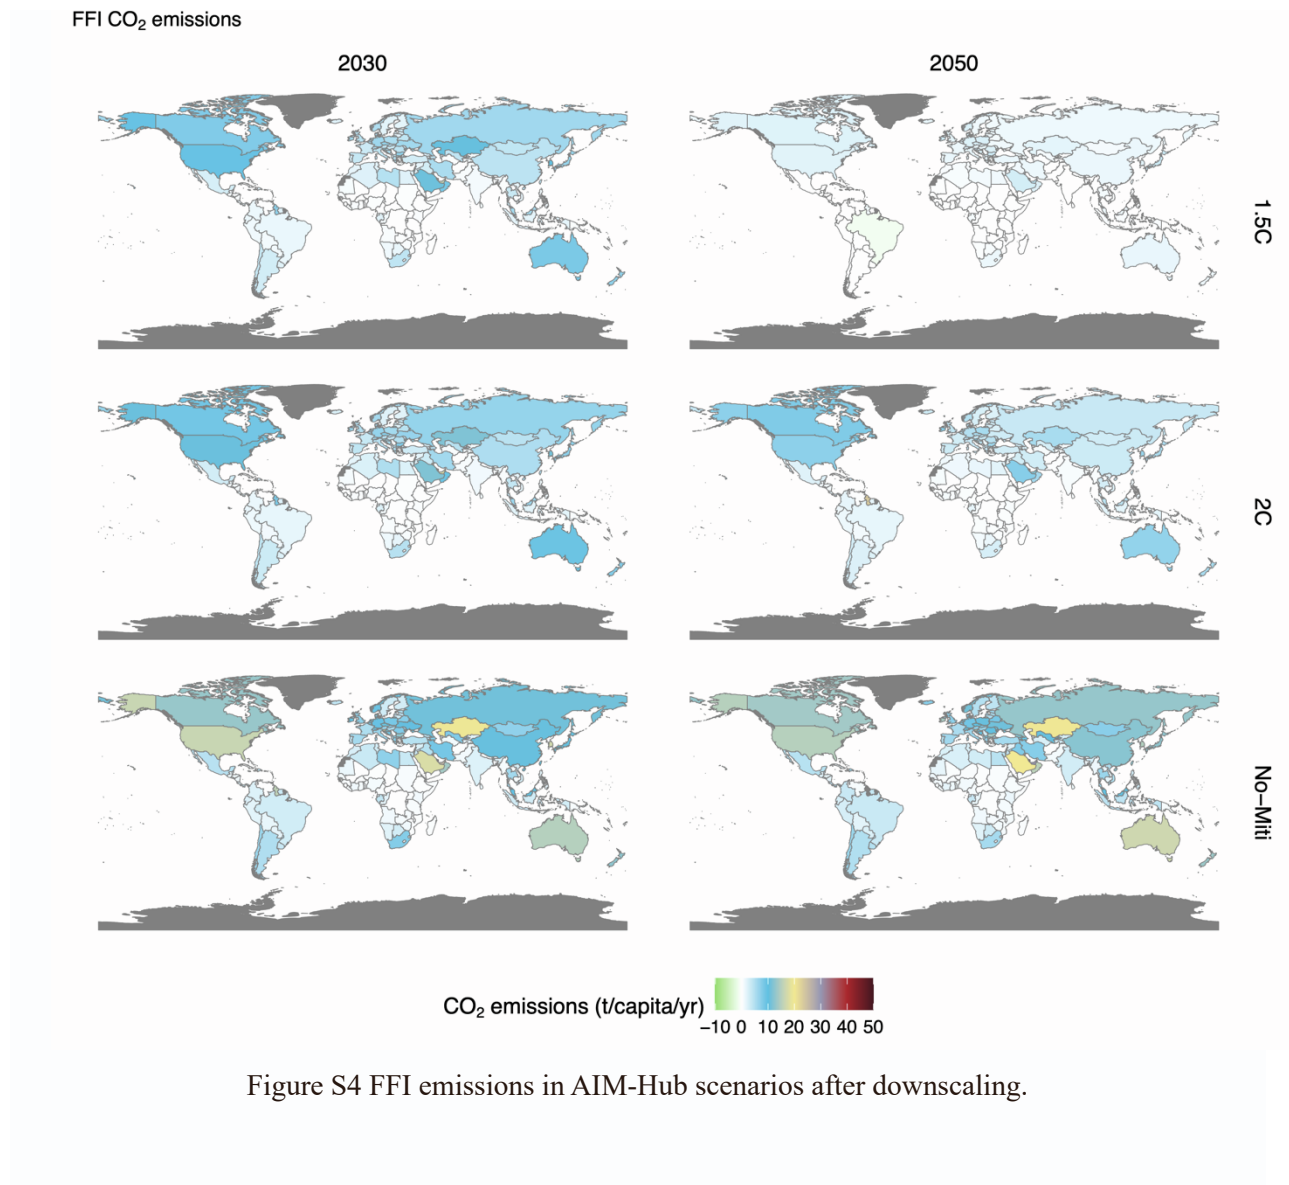 FFI CO₂ emissions
2030 2050
1.5C
2C
No−Miti
CO₂ emissions (t/capita/yr)
−10 0 10 20 30 40 50
Figure S4 FFI emissions in AIM-Hub scenarios after downscaling.